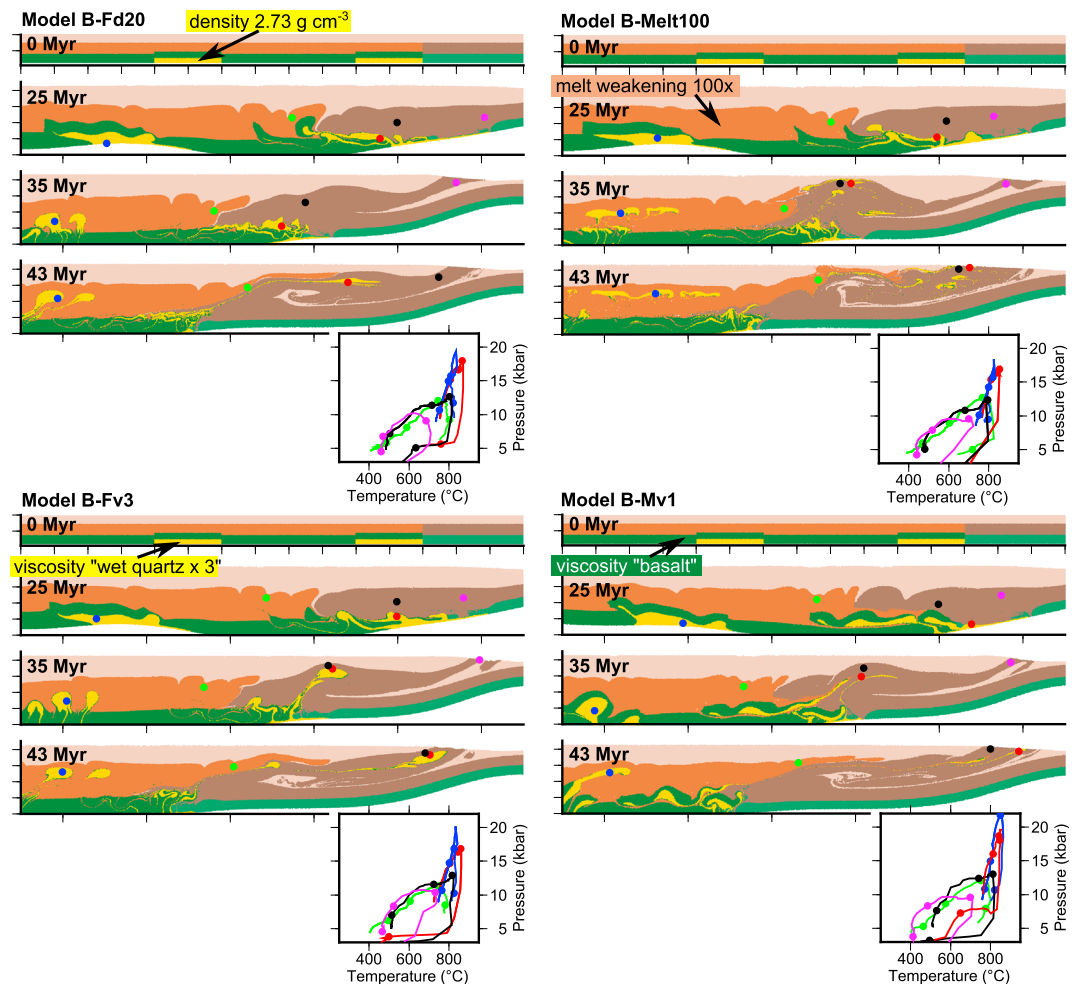 Model B-Fd20
density 2.73 g cm-3
0 Myr
25 Myr
35 Myr
43 Myr
20
15
10
5
Pressure (kbar)
400 600 800
Temperature (°C)
Model B-Melt100
0 Myr
melt weakening 100x
25 Myr
35 Myr
43 Myr
20
15
10
5
Pressure (kbar)
400 600 800
Temperature (°C)
Model B-Fv3
0 Myr
viscosity "wet quartz x 3"
25 Myr
35 Myr
43 Myr
20
15
10
5
Pressure (kbar)
400 600 800
Temperature (°C)
Model B-Mv1
0 Myr
viscosity "basalt"
25 Myr
35 Myr
43 Myr
20
15
10
5
Pressure (kbar)
400 600 800
Temperature (°C)